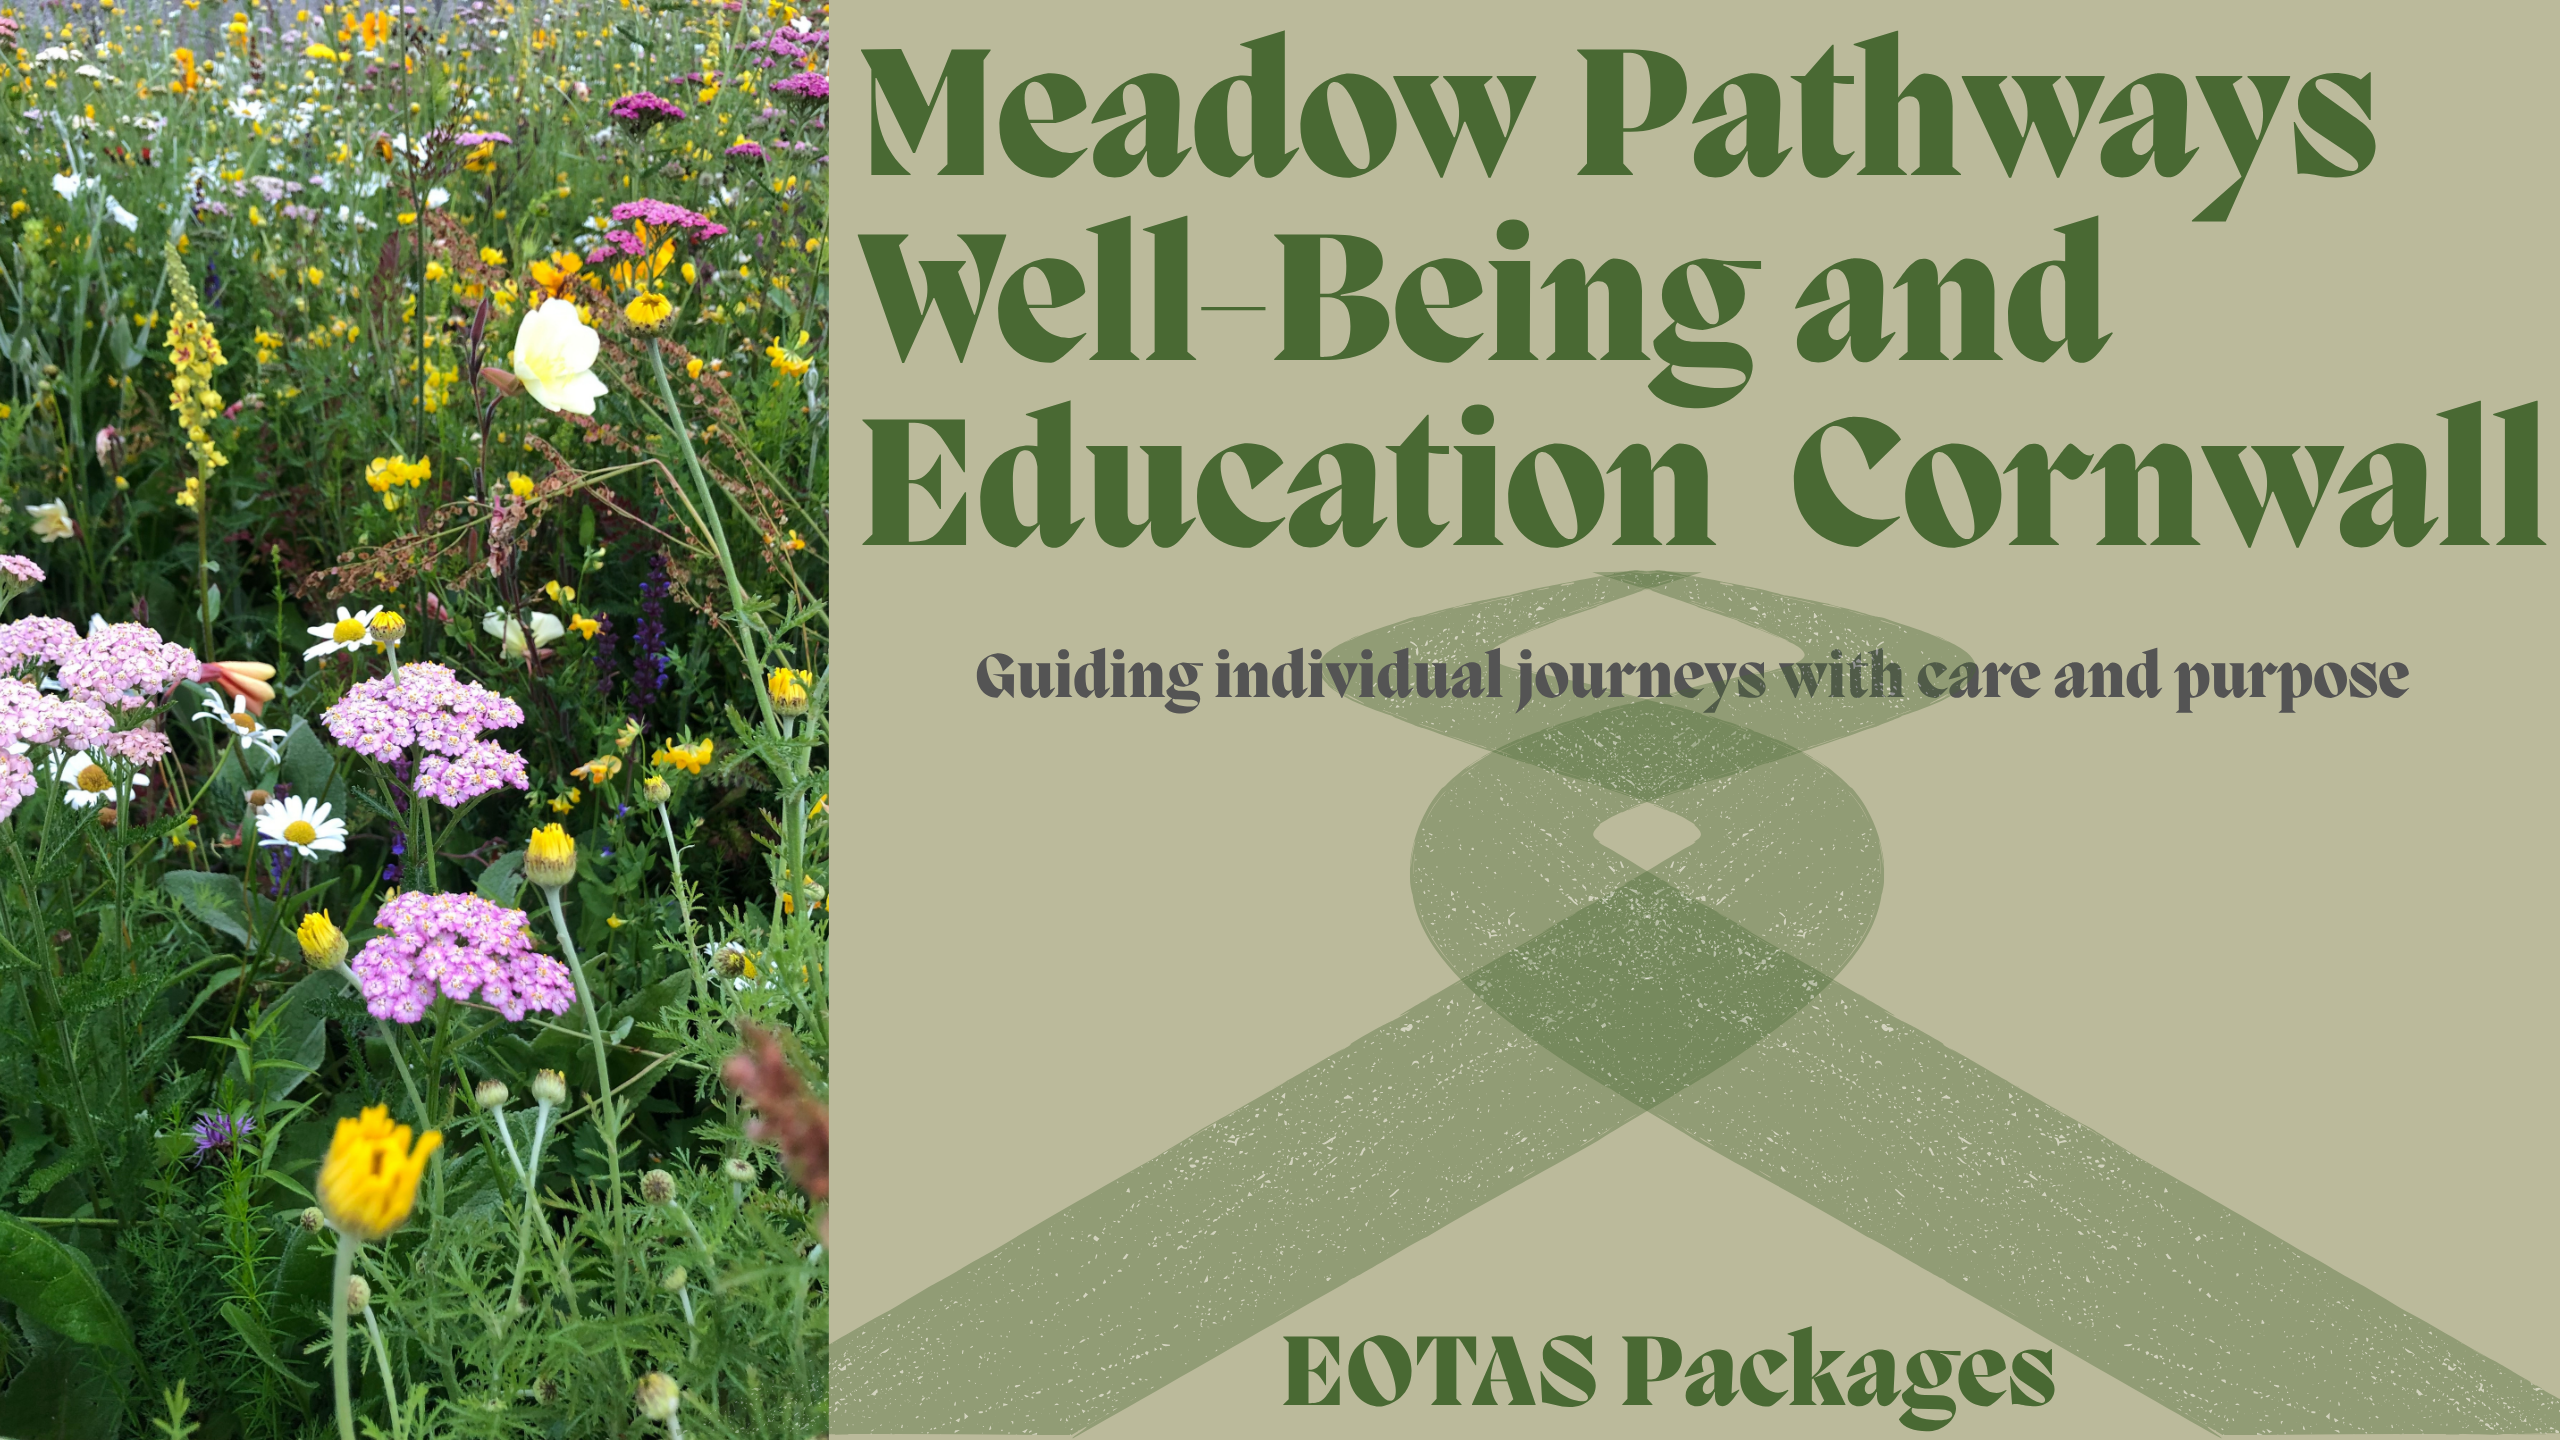 Meadow Pathways
Well-Being and
Education Cornwall
Guiding individual journeys with care and purpose
EOTAS Packages